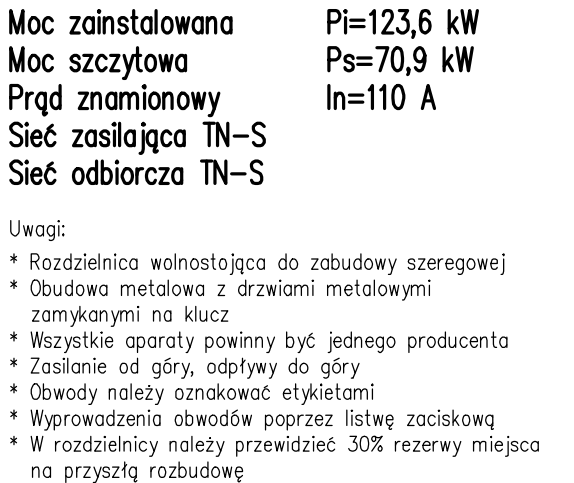 Moc zainstalowana Pi=123,6 kW
Moc szczytowa Ps=70,9 kW
Prąd znamionowy In=110 A
Sieć zasilająca TN-S
Sieć odbiorcza TN-S
Uwagi:
* Rozdzielnica wolnostojąca do zabudowy szeregowej
* Obudowa metalowa z drzwiami metalowymi
zamykanymi na klucz
* Wszystkie aparaty powinny być jednego producenta
* Zasilanie od góry, odpływy do góry
* Obwody należy oznakować etykietami
* Wyprowadzenia obwodów poprzez listwę zaciskową
* W rozdzielnicy należy przewidzieć 30% rezerwy miejsca
na przyszłą rozbudowę